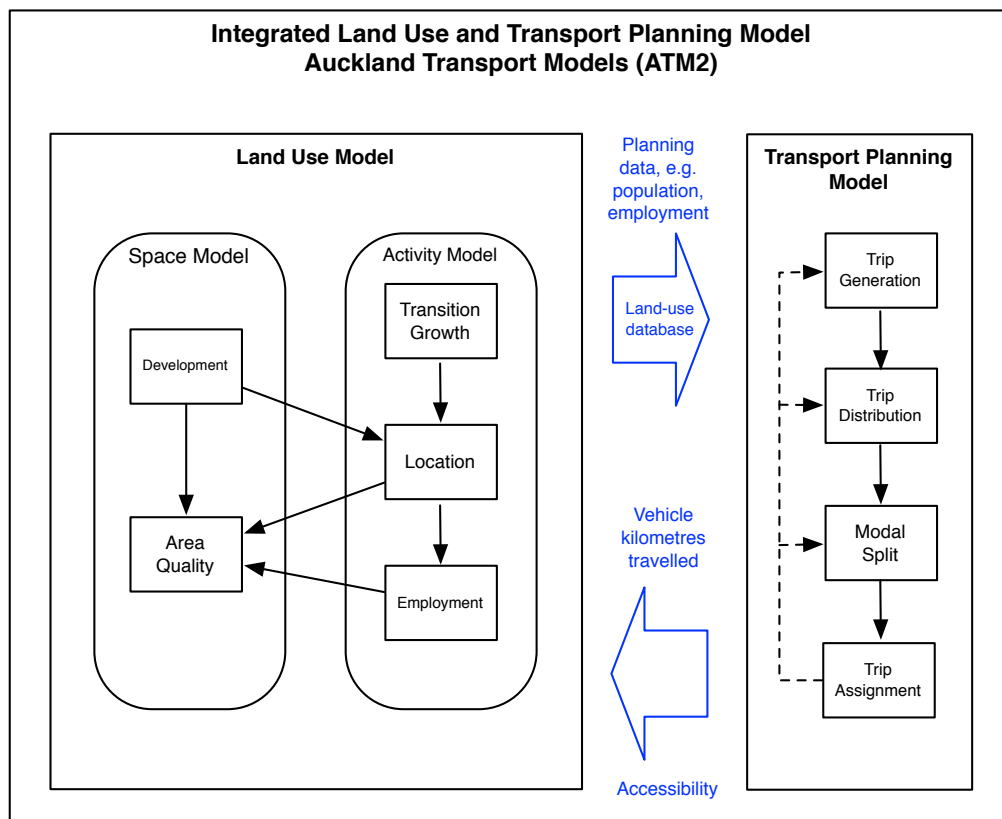 Integrated Land Use and Transport Planning Model
Auckland Transport Models (ATM2)
Land Use Model
Space Model
Development
Area
Quality
Activity Model
Transition
Growth
Location
Employment
Planning
data, e.g.
population,
employment
Land-use
database
Vehicle
kilometres
travelled
Accessibility
Transport Planning
Model
Trip
Generation
Trip
Distribution
Modal
Split
Trip
Assignment